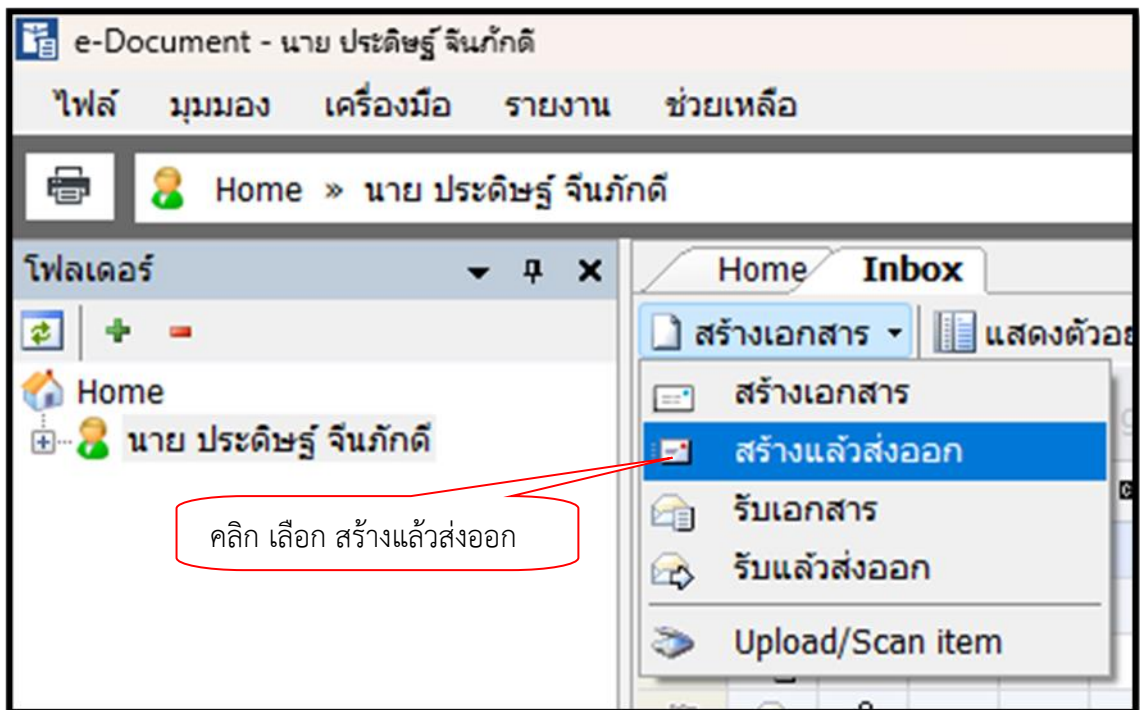 e-Document - นาย ประดิษฐ์ จีนภักดี
ไฟล์ มุมมอง เครื่องมือ รายงาน ช่วยเหลือ
Home » นาย ประดิษฐ์ จีนภักดี
โฟลเดอร์
Home Inbox
สร้างเอกสาร แสดงตัวอย
Home
นาย ประดิษฐ์ จีนภักดี
สร้างเอกสาร
สร้างแล้วส่งออก
รับเอกสาร
รับแล้วส่งออก
Upload/Scan item
คลิก เลือก สร้างแล้วส่งออก